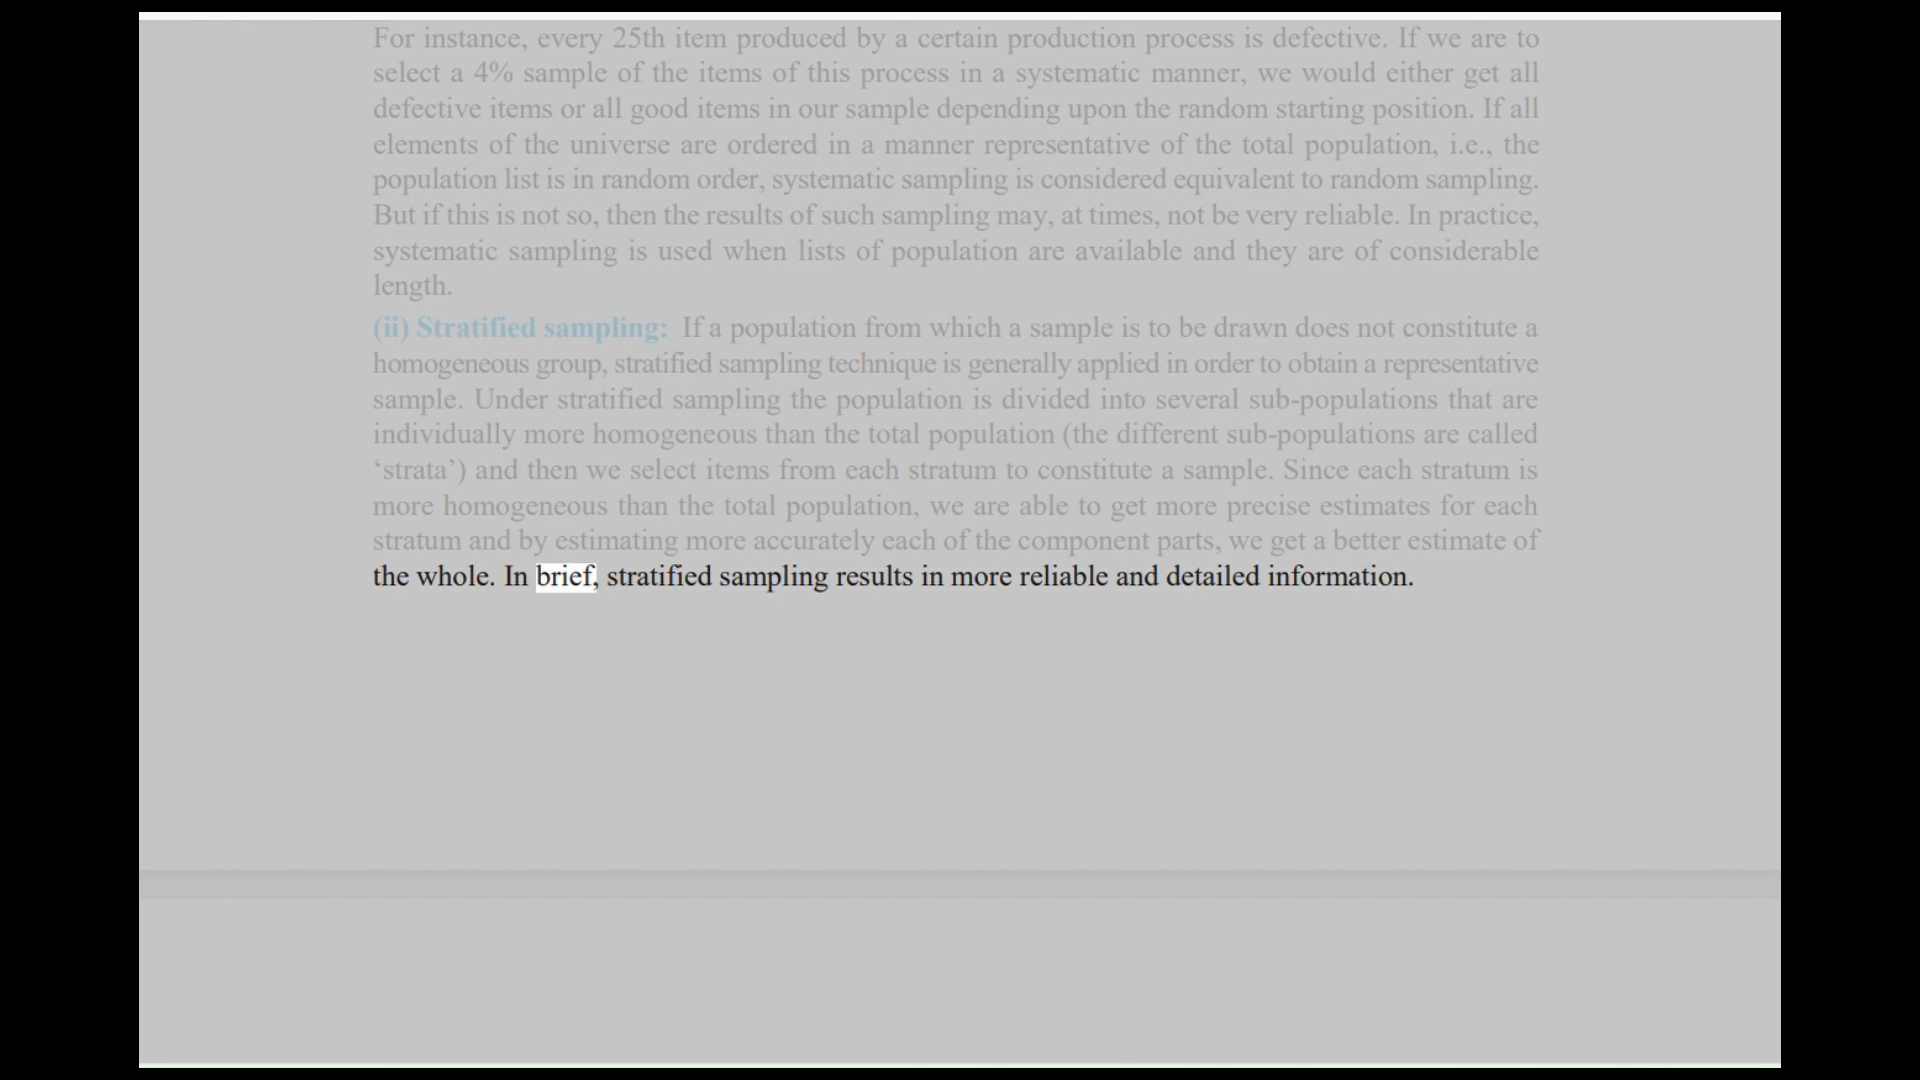 For instance, every 25th item produced by a certain production process is defective. If we are to
select a 4% sample of the items of this process in a systematic manner, we would either get all
defective items or all good items in our sample depending upon the random starting position. If all
elements of the universe are ordered in a manner representative of the total population, i.e., the
population list is in random order, systematic sampling is considered equivalent to random sampling.
But if this is not so, then the results of such sampling may, at times, not be very reliable. In practice,
systematic sampling is used when lists of population are available and they are of considerable
length.
(ii) Stratified sampling: If a population from which a sample is to be drawn does not constitute a
homogeneous group, stratified sampling technique is generally applied in order to obtain a representative
sample. Under stratified sampling the population is divided into several sub-populations that are
individually more homogeneous than the total population (the different sub-populations are called
‘strata’) and then we select items from each stratum to constitute a sample. Since each stratum is
more homogeneous than the total population, we are able to get more precise estimates for each
stratum and by estimating more accurately each of the component parts, we get a better estimate of
the whole. In brief, stratified sampling results in more reliable and detailed information.